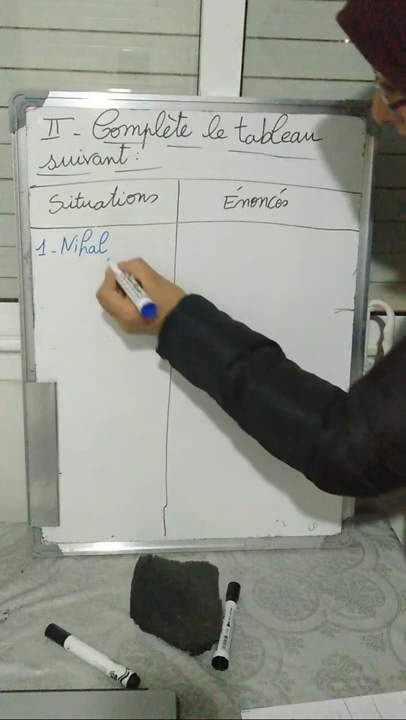 II - Complète le tableau
suivant :
Situations
Énoncés
1 - Nihal